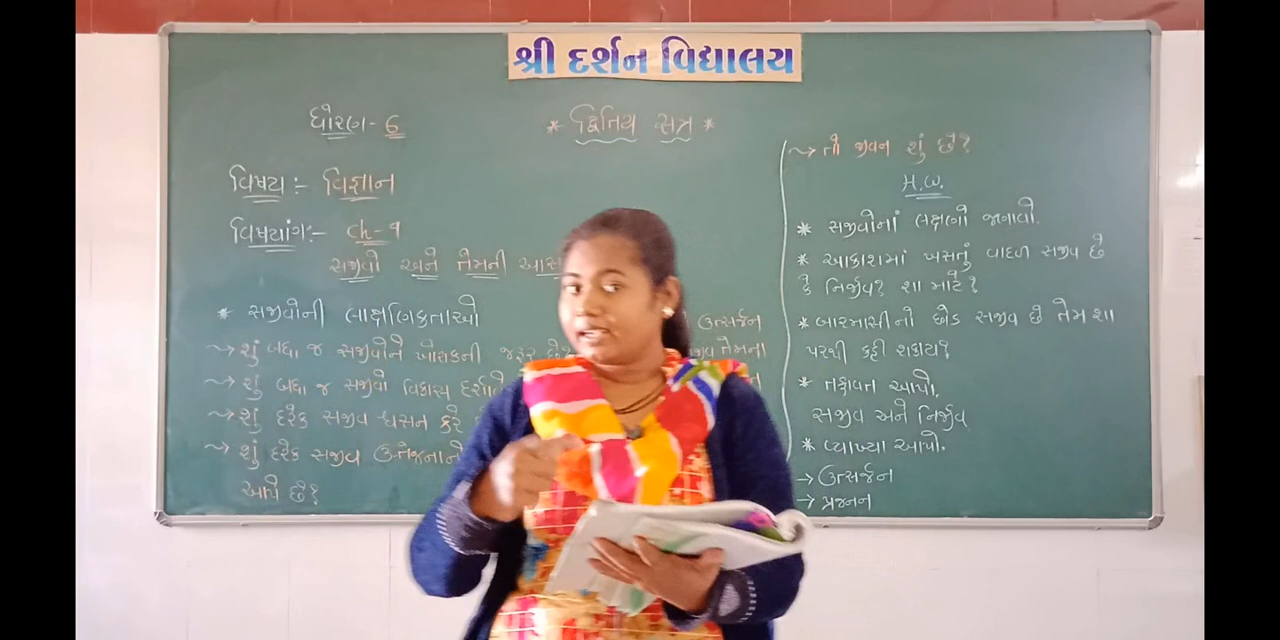 શ્રી દર્શન વિદ્યાલય
ધોરણ - 6
* દ્વિતિય સત્ર *
વિષય :- વિજ્ઞાન
વિષયાંગ :- ch - ૧
સજીવો અને તેમની
* સજીવોની લાક્ષણિકતાઓ
~> શું બધા જ સજીવોને ખોરાકની જરૂર છે?
~> શું બધા જ સજીવો વિકાસ દર્શાવે
~> શું દરેક સજીવ શ્વસન કરે
~> શું દરેક સજીવ ઉત્તેજનાનો
આપે છે?
ઉત્સર્જન
તેમના
~> તો જીવન શું છે?
H.W.
* સજીવોનાં લક્ષણો જણાવો.
* આકાશમાં ખસતું વાદળ સજીવ છે
કે નિર્જીવ? શા માટે?
* બારમાસીનો છોડ સજીવ છે તેમ શા
પરથી કહી શકાય?
* તફાવત આપો.
સજીવ અને નિર્જીવ
* વ્યાખ્યા આપો.
→ ઉત્સર્જન
→ પ્રજનન